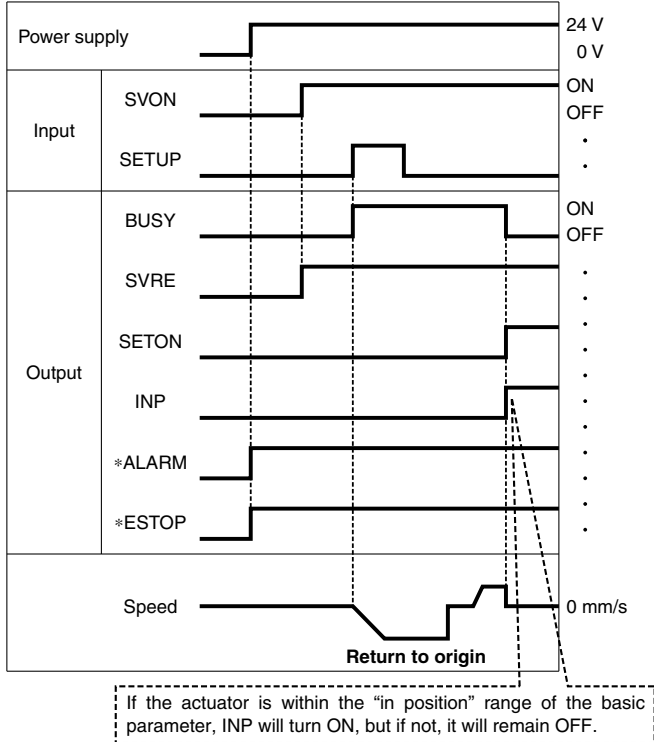 Power supply
24 V
0 V
Input
SVON
ON
OFF
SETUP
Output
BUSY
ON
OFF
SVRE
SETON
INP
*ALARM
*ESTOP
Speed
0 mm/s
Return to origin
If the actuator is within the “in position” range of the basic
parameter, INP will turn ON, but if not, it will remain OFF.